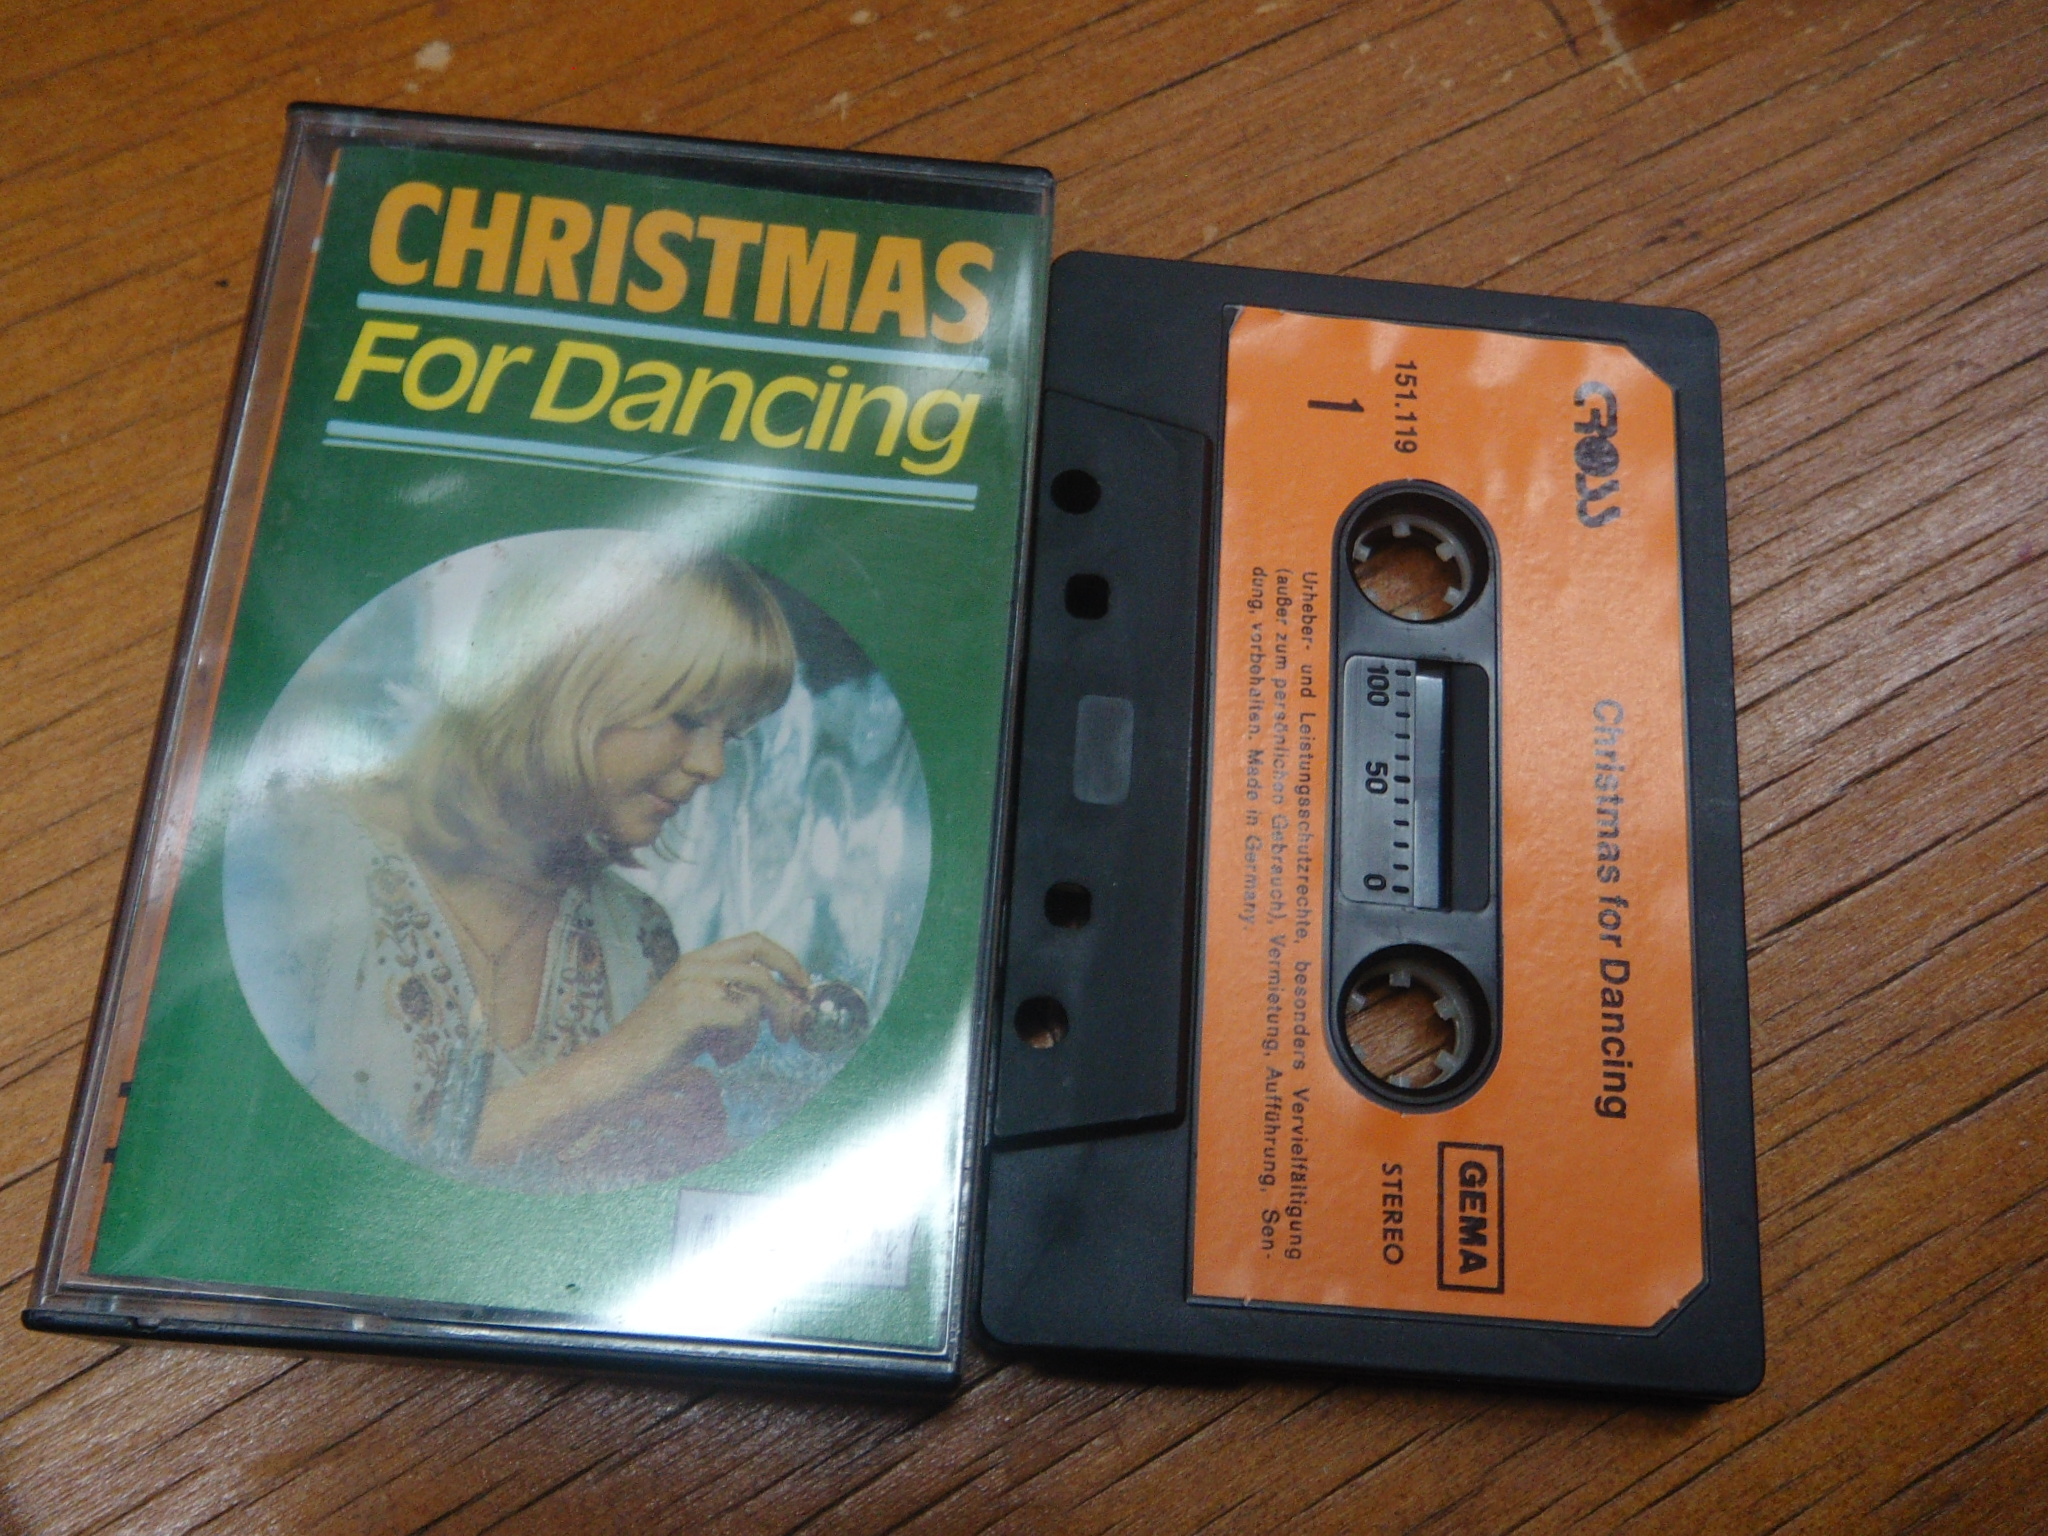 CHRISTMAS
For Dancing
CROSS
Christmas for Dancing
151.119
1
GEMA
STEREO
100 50 0
Urheber- und Leistungsschutzrechte, besonders Vervielfältigung
(außer zum persönlichen Gebrauch), Vermietung, Aufführung, Sen-
dung, vorbehalten. Made in Germany.